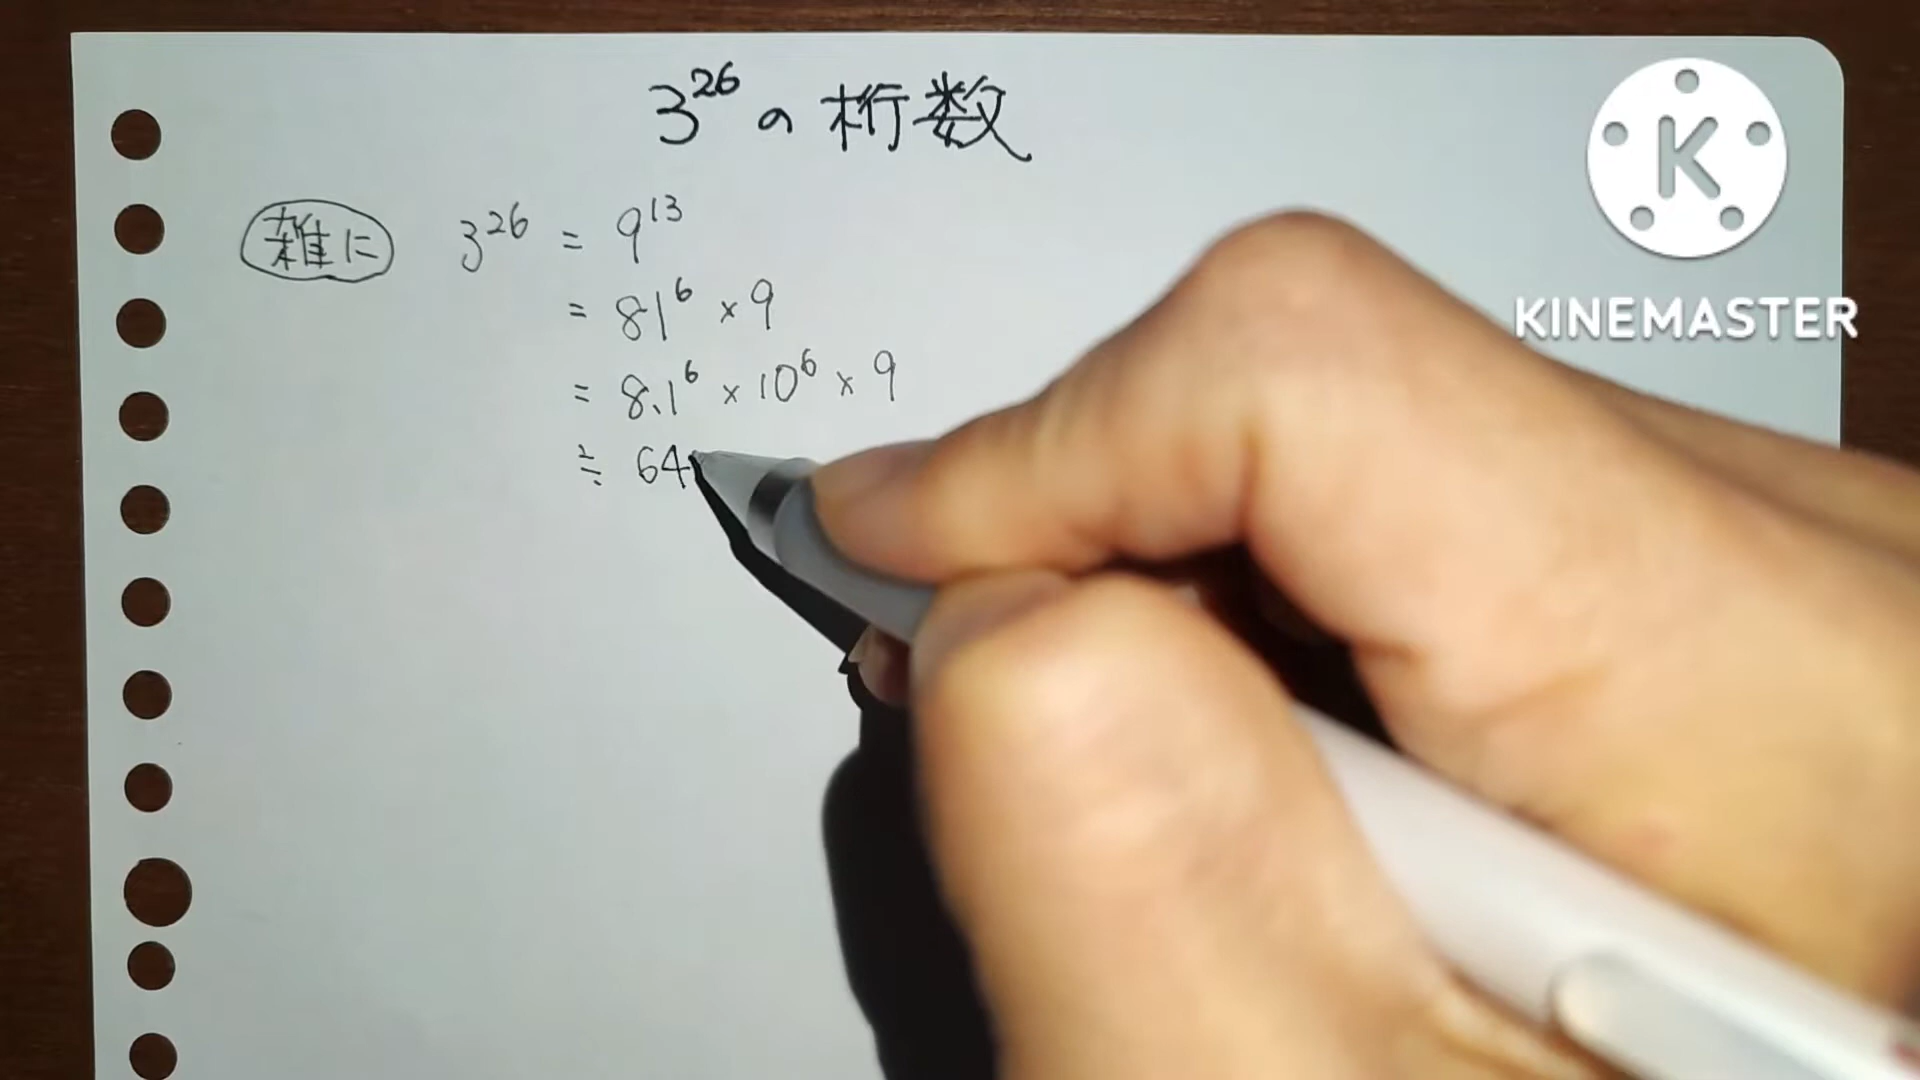 3²⁶の桁数
雑に 3²⁶ = 9¹³
= 81⁶ × 9
= 8.1⁶ × 10⁶ × 9
≒ 64
K
KINEMASTER